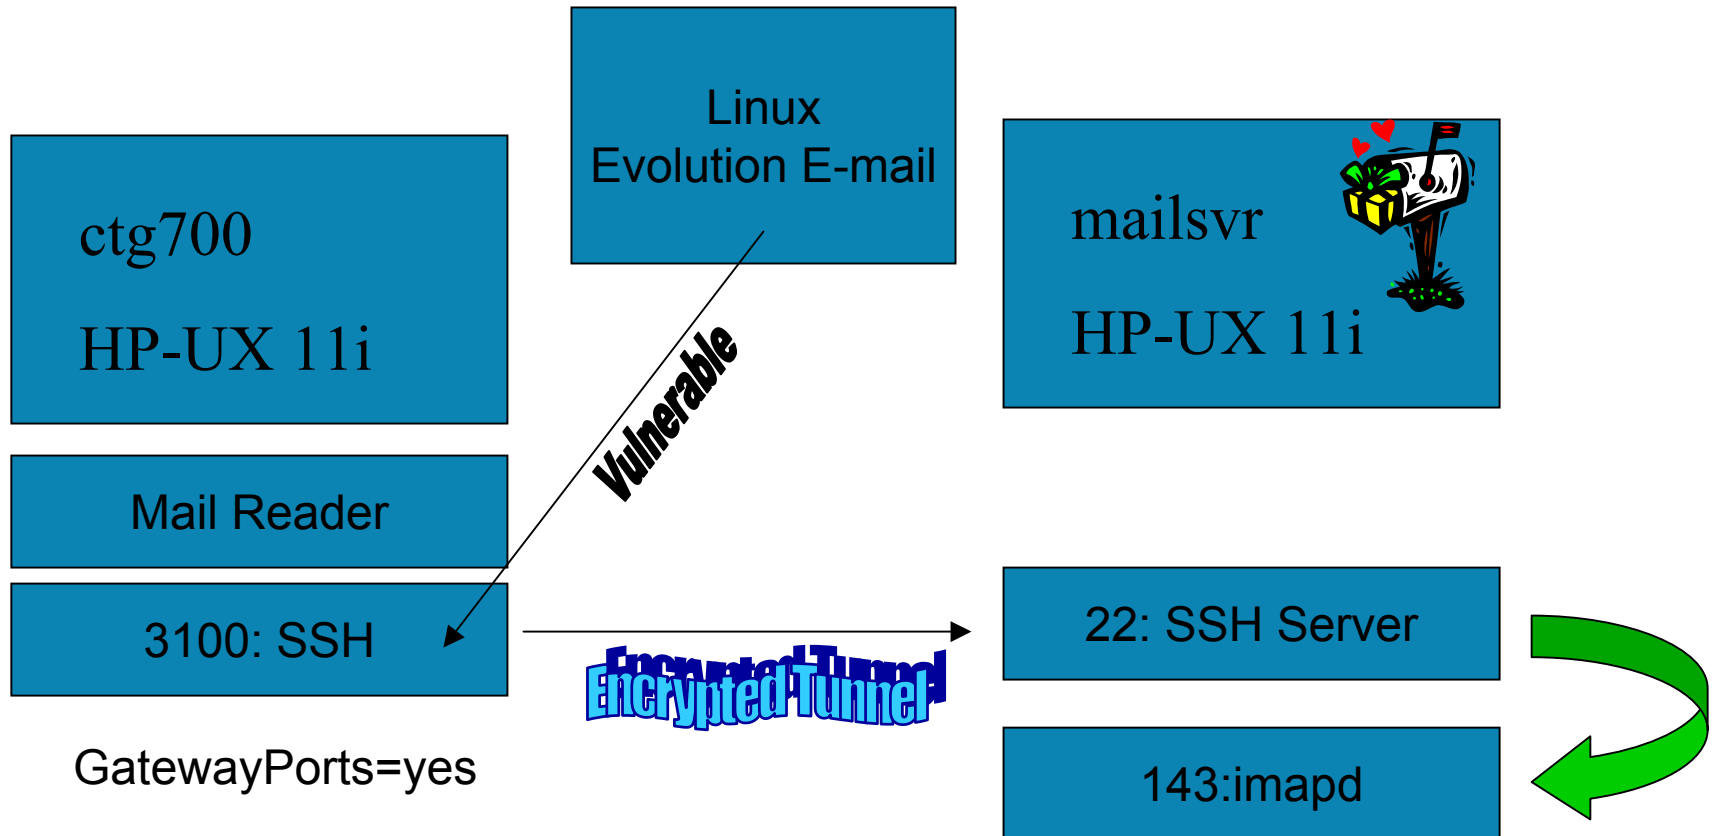 Linux
Evolution E-mail
ctg700
HP-UX 11i
mailsvr
HP-UX 11i
Vulnerable
Mail Reader
3100: SSH
Encrypted Tunnel
22: SSH Server
GatewayPorts=yes
143:imapd